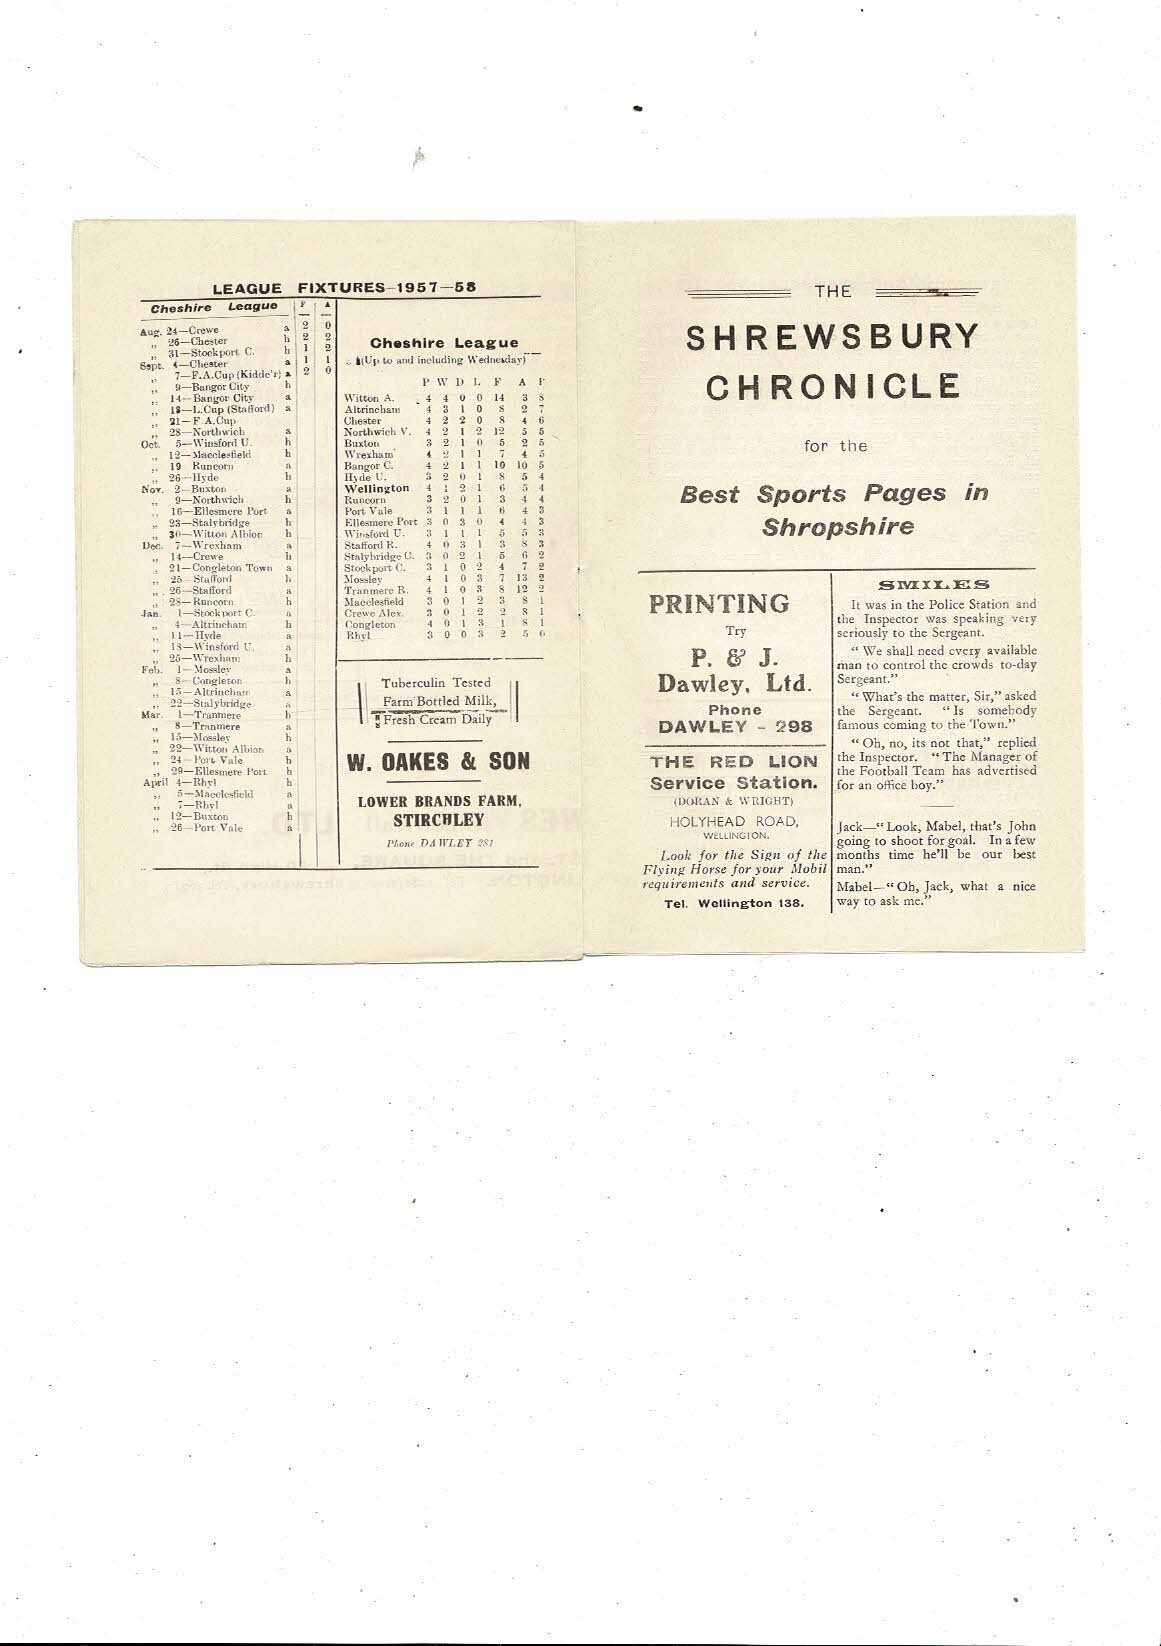 LEAGUE FIXTURES—1957—58
Cheshire League F A
Aug. 24—Crewe a 2 0
,, 26—Chester h 2 2
,, 31—Stockport C. h 1 2
Sept. 4—Chester a 1 1
,, 7—F.A.Cup (Kidde'r) a 2 0
,, 9—Bangor City h
,, 14—Bangor City a
,, 18—L.Cup (Stafford) a
,, 21—F.A.Cup
,, 28—Northwich a
Oct. 5—Winsford U. h
,, 12—Macclesfield h
,, 19 Runcorn a
,, 26—Hyde h
Nov. 2—Buxton a
,, 9—Northwich h
,, 16—Ellesmere Port a
,, 23—Stalybridge h
,, 30—Witton Albion h
Dec. 7—Wrexham a
,, 14—Crewe h
,, 21—Congleton Town a
,, 25—Stafford h
,, 26—Stafford a
,, 28—Runcorn h
Jan. 1—Stockport C. a
,, 4—Altrincham h
,, 11—Hyde a
,, 18—Winsford U. a
,, 25—Wrexham h
Feb. 1—Mossley a
,, 8—Congleton h
,, 15—Altrincham a
,, 22—Stalybridge a
Mar. 1—Tranmere h
,, 8—Tranmere a
,, 15—Mossley h
,, 22—Witton Albion a
,, 24—Port Vale h
,, 29—Ellesmere Port h
April 4—Rhyl h
,, 5—Macclesfield a
,, 7—Rhyl a
,, 12—Buxton h
,, 26—Port Vale a
Cheshire League
(Up to and including Wednesday)
P W D L F A P
Witton A. 4 4 0 0 14 3 8
Altrincham 4 3 1 0 8 2 7
Chester 4 2 2 0 8 4 6
Northwich V. 4 2 1 2 12 5 5
Buxton 3 2 1 0 5 2 5
Wrexham 4 2 1 1 7 4 5
Bangor C. 4 2 1 1 10 10 5
Hyde U. 3 2 0 1 8 5 4
Wellington 4 1 2 1 6 5 4
Runcorn 3 2 0 1 3 4 4
Port Vale 3 1 1 1 6 4 3
Ellesmere Port 3 0 3 0 4 4 3
Winsford U. 3 1 1 1 5 5 3
Stafford R. 4 0 3 1 3 8 3
Stalybridge C. 3 0 2 1 5 6 2
Stockport C. 3 1 0 2 4 7 2
Mossley 4 1 0 3 7 13 2
Tranmere R. 4 1 0 3 8 12 2
Macclesfield 3 0 1 2 3 8 1
Crewe Alex. 3 0 1 2 2 8 1
Congleton 4 0 1 3 1 8 1
Rhyl 3 0 0 3 2 5 0
Tuberculin Tested
Farm Bottled Milk,
Fresh Cream Daily
W. OAKES & SON
LOWER BRANDS FARM,
STIRCHLEY
Phone DAWLEY 281
THE
SHREWSBURY
CHRONICLE
for the
Best Sports Pages in
Shropshire
PRINTING
Try
P. & J.
Dawley, Ltd.
Phone
DAWLEY - 298
THE RED LION
Service Station.
(DORAN & WRIGHT)
HOLYHEAD ROAD,
WELLINGTON.
Look for the Sign of the
Flying Horse for your Mobil
requirements and service.
Tel. Wellington 138.
SMILES
It was in the Police Station and
the Inspector was speaking very
seriously to the Sergeant.
“ We shall need every available
man to control the crowds to-day
Sergeant.”
“ What's the matter, Sir,” asked
the Sergeant. “ Is somebody
famous coming to the Town.”
“ Oh, no, its not that,” replied
the Inspector. “ The Manager of
the Football Team has advertised
for an office boy.”
Jack—“ Look, Mabel, that's John
going to shoot for goal. In a few
months time he'll be our best
man.”
Mabel—“ Oh, Jack, what a nice
way to ask me.”